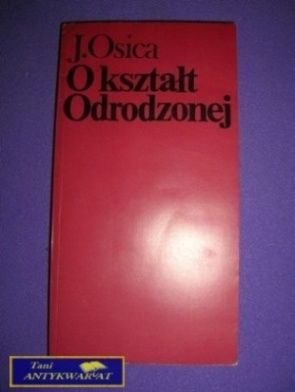 J.Osica
O kształt
Odrodzonej
Tani
ANTYKWARIAT